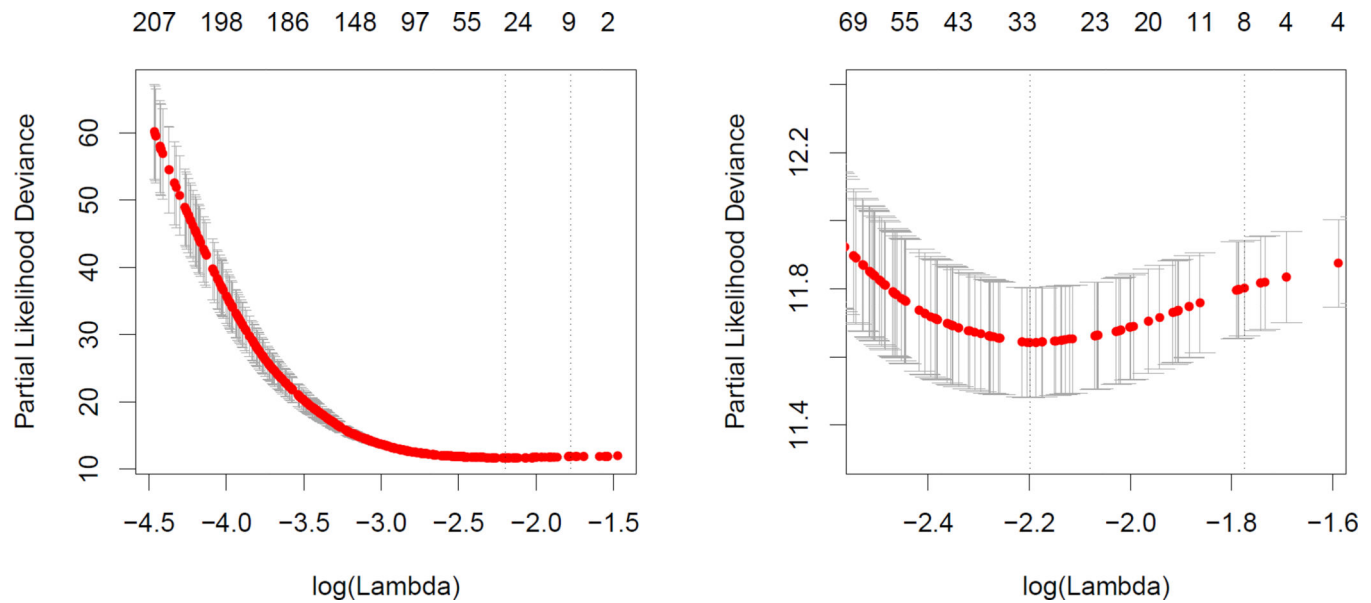 207 198 186 148 97 55 24 9 2
Partial Likelihood Deviance
60
50
40
30
20
10
−4.5 −4.0 −3.5 −3.0 −2.5 −2.0 −1.5
log(Lambda)
69 55 43 33 23 20 11 8 4 4
Partial Likelihood Deviance
12.2
11.8
11.4
−2.4 −2.2 −2.0 −1.8 −1.6
log(Lambda)